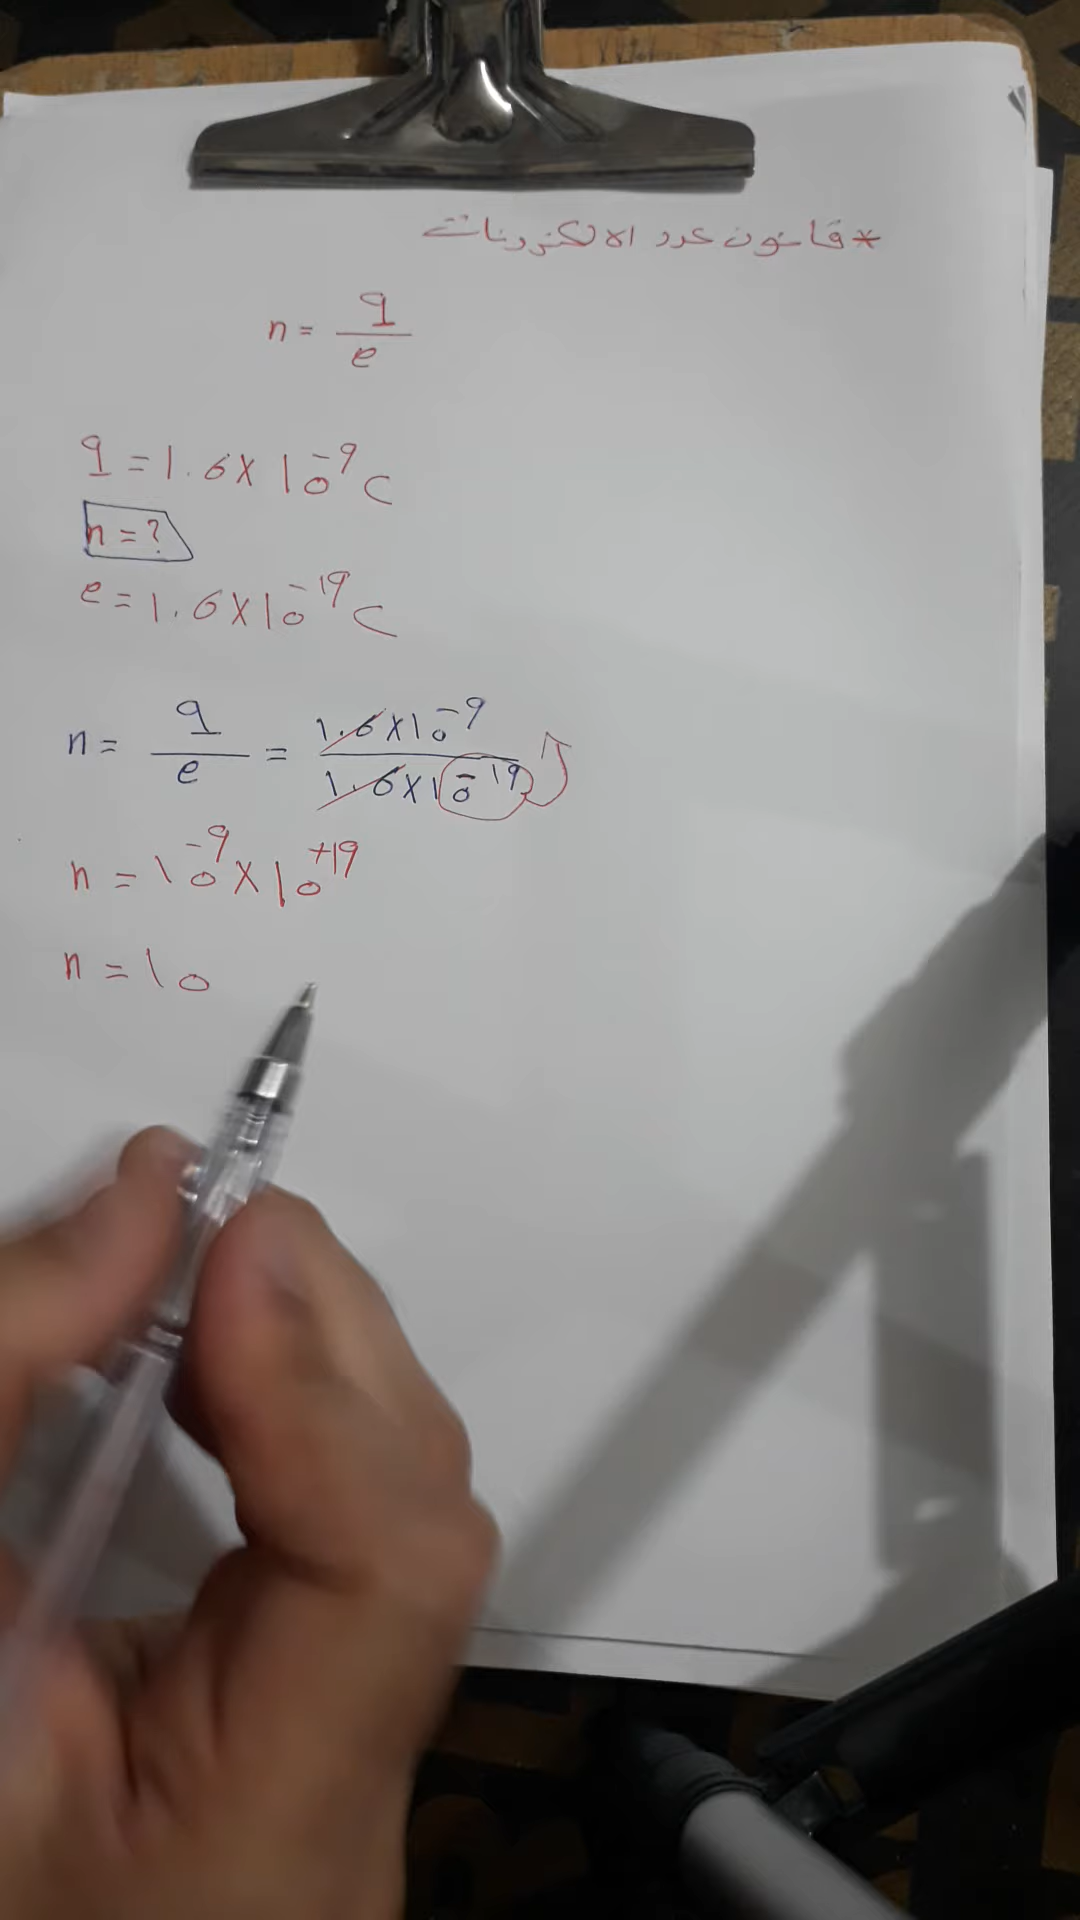 * قانون عدد الالكترونات
n = q/e
q = 1.6 × 10⁻⁹ C
n = ?
e = 1.6 × 10⁻¹⁹ C
n = q/e = 1.6 × 10⁻⁹ / 1.6 × 10⁻¹⁹
n = 10⁻⁹ × 10⁺¹⁹
n = 10